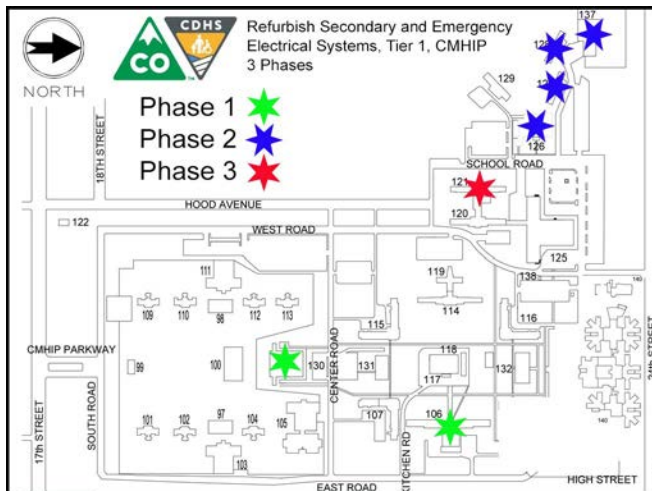 NORTH
CO
TM
CDHS
Refurbish Secondary and Emergency
Electrical Systems, Tier 1, CMHIP
3 Phases
Phase 1
Phase 2
Phase 3
137
129
126
18TH STREET
SCHOOL ROAD
121
HOOD AVENUE
120
122
WEST ROAD
125
111
119
138
140
109
110
98
112
113
114
115
116
CMHIP PARKWAY
99
100
130
CENTER ROAD
131
118
117
132
24th STREET
SOUTH ROAD
17th STREET
101
102
97
104
105
107
106
140
103
KITCHEN RD
EAST ROAD
HIGH STREET